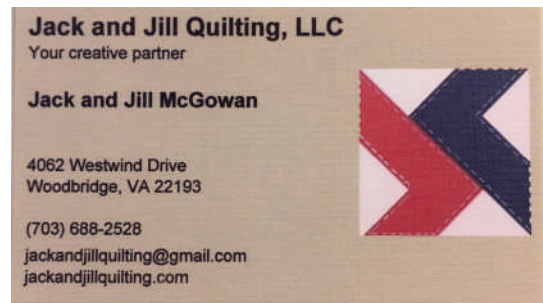 Jack and Jill Quilting, LLC
Your creative partner
Jack and Jill McGowan
4062 Westwind Drive
Woodbridge, VA 22193
(703) 688-2528
jackandjillquilting@gmail.com
jackandjillquilting.com